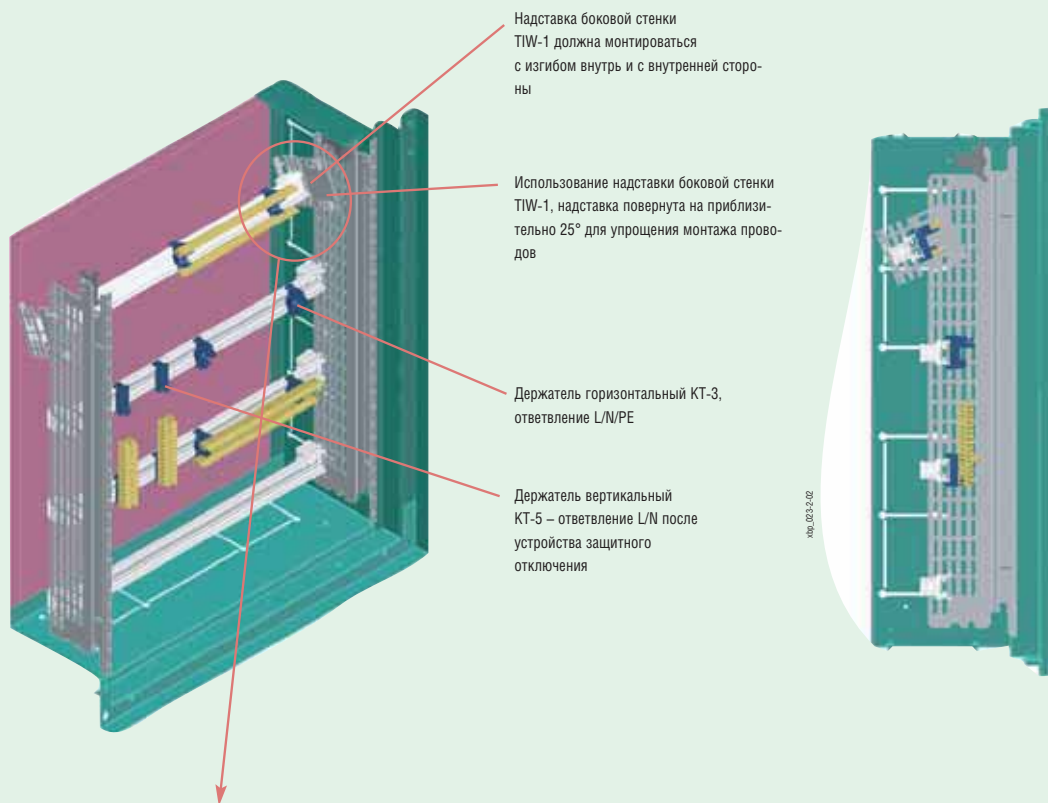 Надставка боковой стенки
TIW-1 должна монтироваться
с изгибом внутрь и с внутренней сторо-
ны
Использование надставки боковой стенки
TIW-1, надставка повернута на приблизи-
тельно 25° для упрощения монтажа прово-
дов
Держатель горизонтальный КТ-3,
ответвление L/N/PE
Держатель вертикальный
КТ-5 – ответвление L/N после
устройства защитного
отключения
xbp_023-2-02